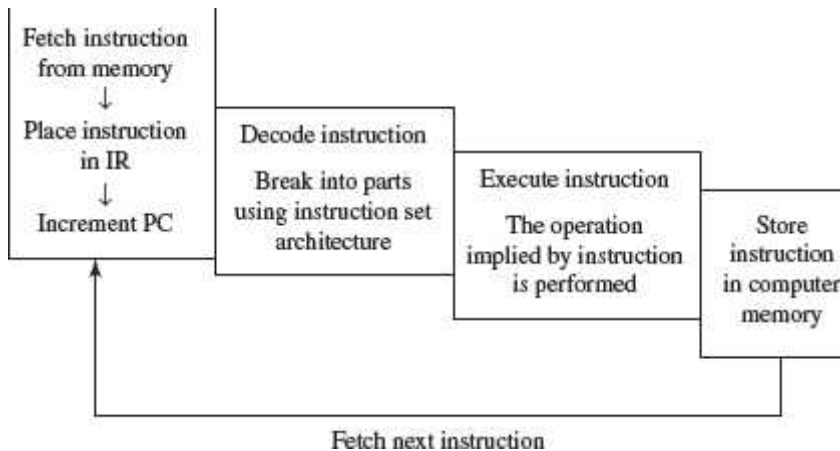 Fetch instruction
from memory
↓
Place instruction
in IR
↓
Increment PC
Decode instruction
Break into parts
using instruction set
architecture
Execute instruction
The operation
implied by instruction
is performed
Store
instruction
in computer
memory
Fetch next instruction